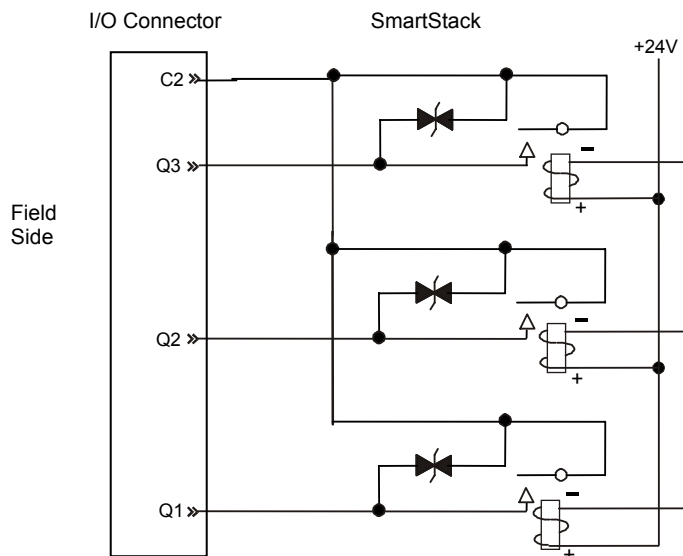 I/O Connector
SmartStack
+24V
C2
Q3
−
+
Field
Side
Q2
−
+
Q1
−
+